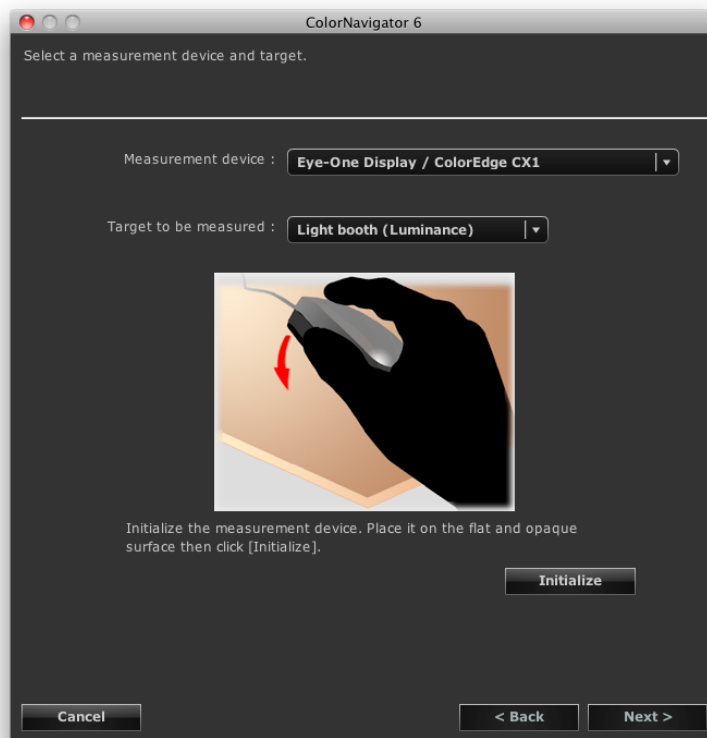 ColorNavigator 6
Select a measurement device and target.
Measurement device :
Eye-One Display / ColorEdge CX1
Target to be measured :
Light booth (Luminance)
Initialize the measurement device. Place it on the flat and opaque
surface then click [Initialize].
Initialize
Cancel
< Back
Next >